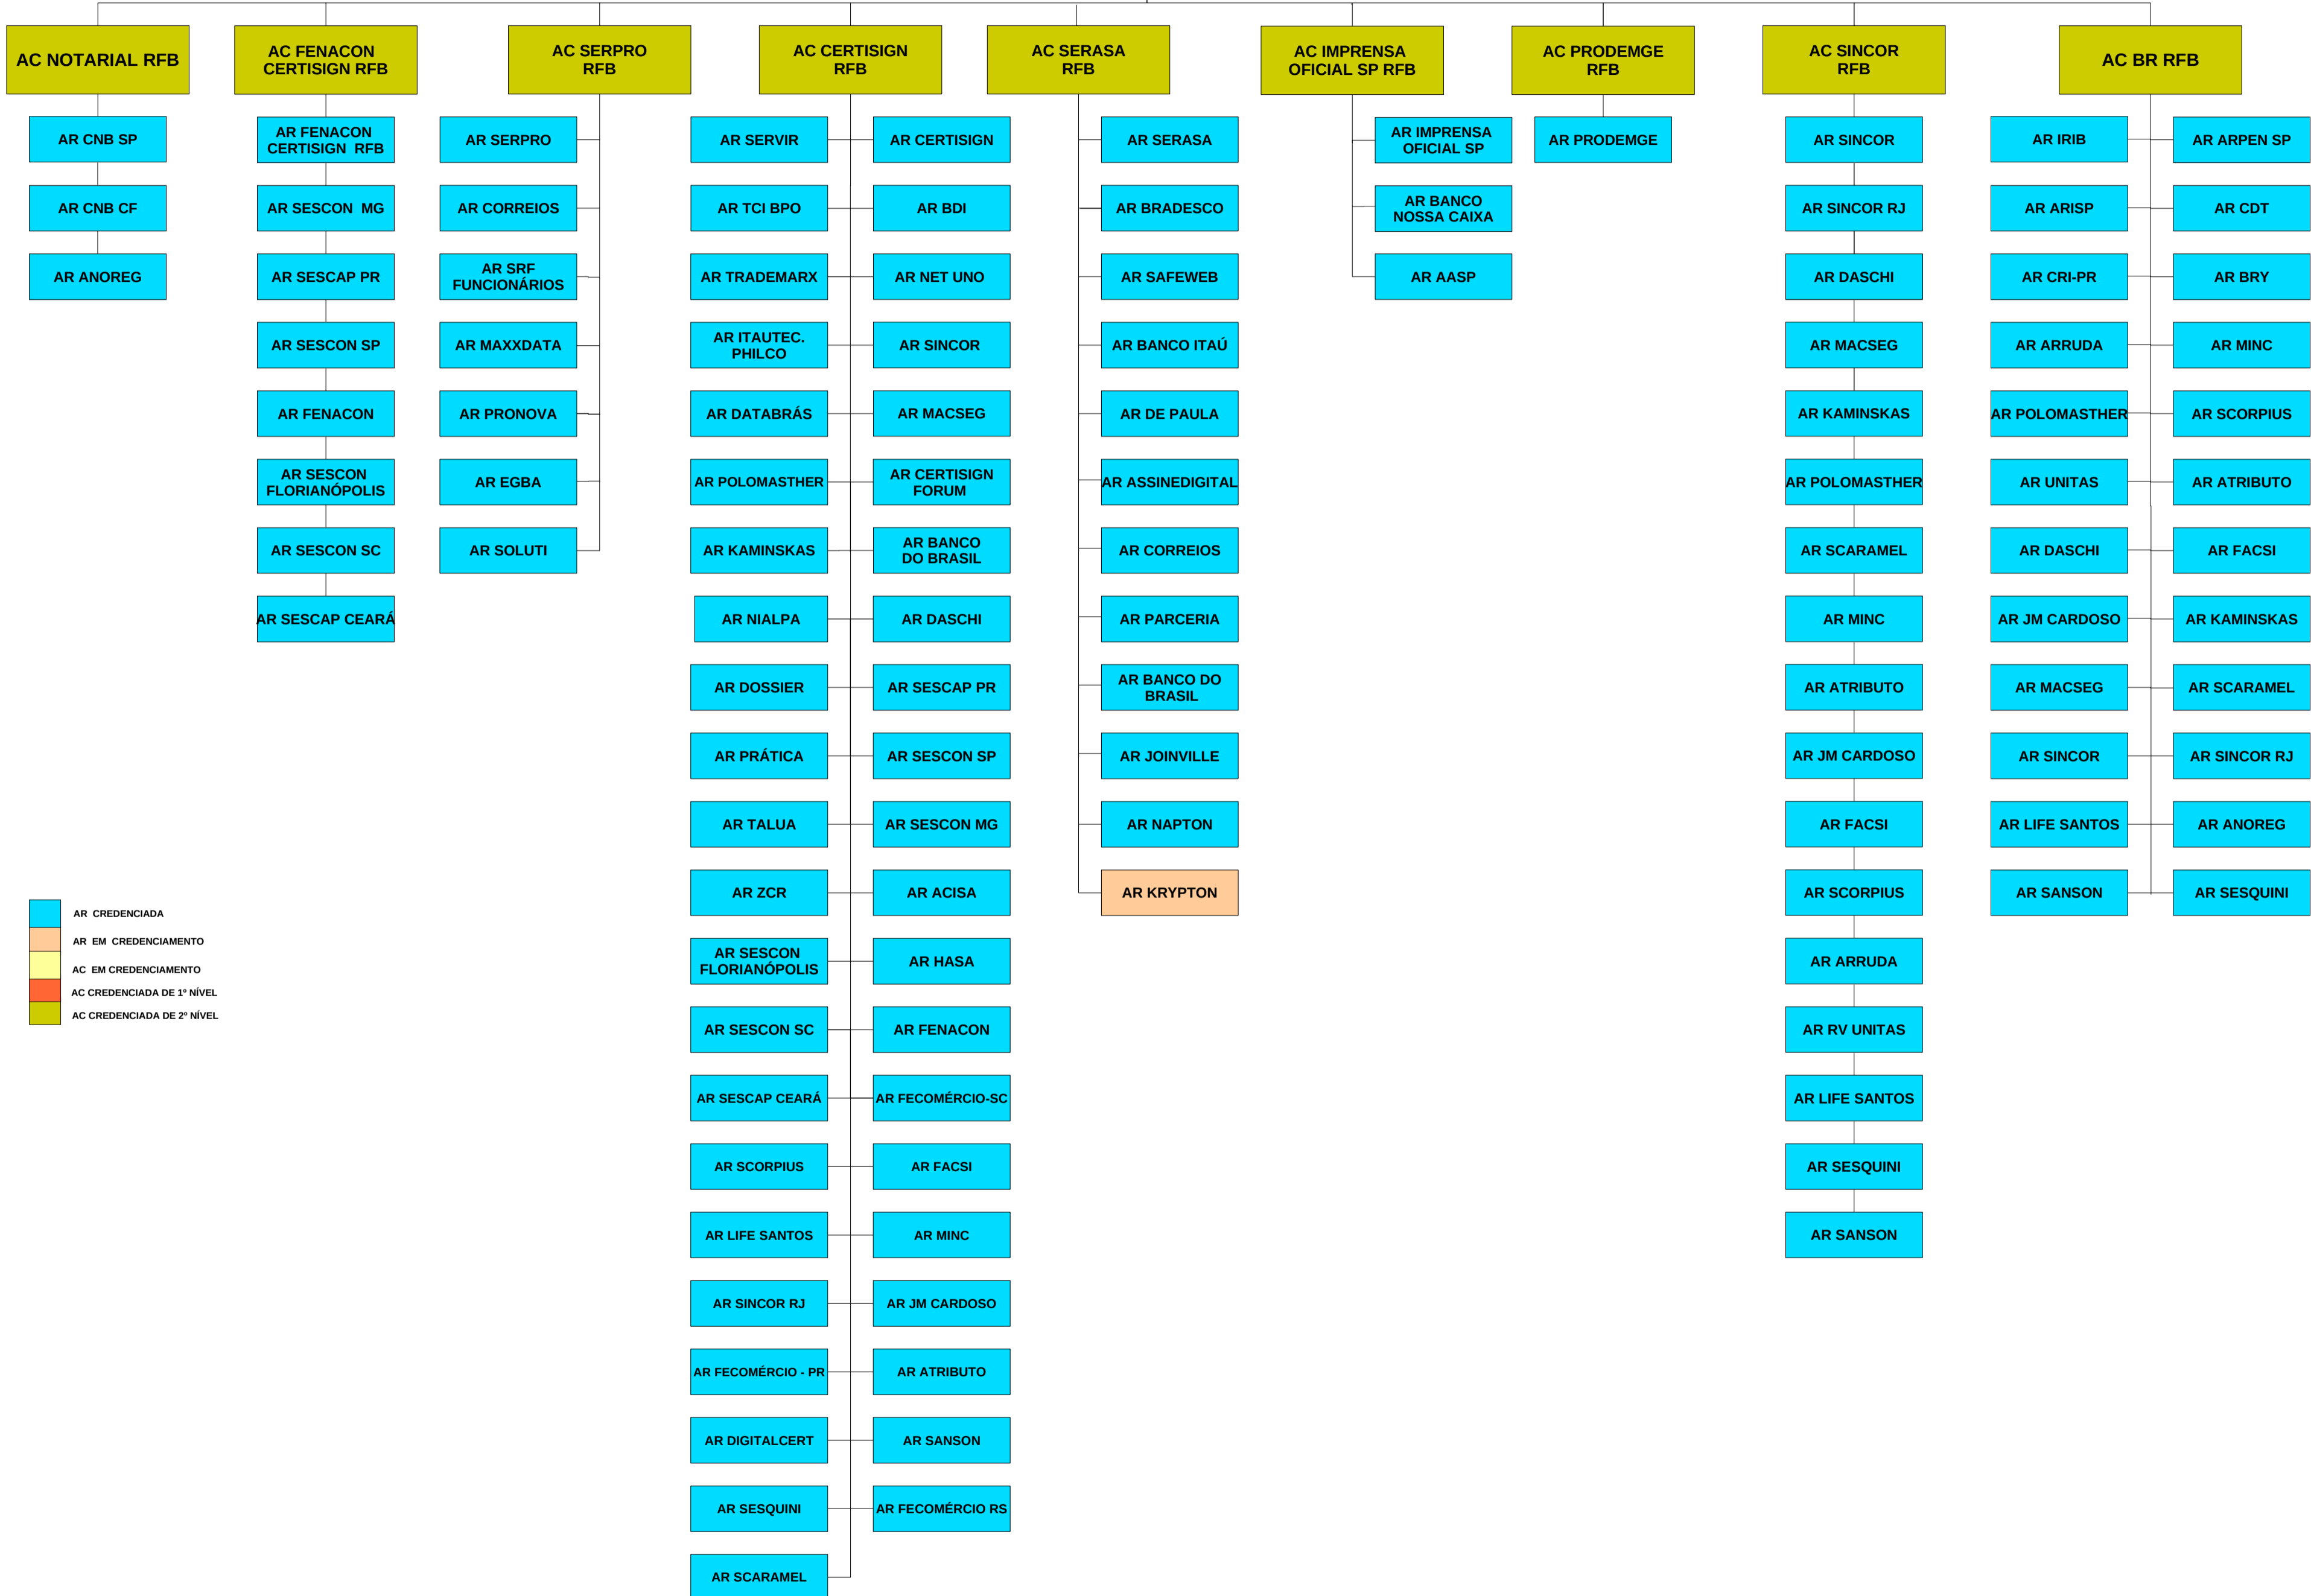 AC NOTARIAL RFB
AC FENACON
CERTISIGN RFB
AC SERPRO
RFB
AC CERTISIGN
RFB
AC SERASA
RFB
AC IMPRENSA
OFICIAL SP RFB
AC PRODEMGE
RFB
AC SINCOR
RFB
AC BR RFB
AR CNB SP
AR CNB CF
AR ANOREG
AR FENACON
CERTISIGN RFB
AR SESCON MG
AR SESCAP PR
AR SESCON SP
AR FENACON
AR SESCON
FLORIANÓPOLIS
AR SESCON SC
AR SESCAP CEARÁ
AR SERPRO
AR CORREIOS
AR SRF
FUNCIONÁRIOS
AR MAXXDATA
AR PRONOVA
AR EGBA
AR SOLUTI
AR SERVIR
AR TCI BPO
AR TRADEMARX
AR ITAUTEC.
PHILCO
AR DATABRÁS
AR POLOMASTHER
AR KAMINSKAS
AR NIALPA
AR DOSSIER
AR PRÁTICA
AR TALUA
AR ZCR
AR SESCON
FLORIANÓPOLIS
AR SESCON SC
AR SESCAP CEARÁ
AR SCORPIUS
AR LIFE SANTOS
AR SINCOR RJ
AR FECOMÉRCIO - PR
AR DIGITALCERT
AR SESQUINI
AR SCARAMEL
AR CERTISIGN
AR BDI
AR NET UNO
AR SINCOR
AR MACSEG
AR CERTISIGN
FORUM
AR BANCO
DO BRASIL
AR DASCHI
AR SESCAP PR
AR SESCON SP
AR SESCON MG
AR ACISA
AR HASA
AR FENACON
AR FECOMÉRCIO-SC
AR FACSI
AR MINC
AR JM CARDOSO
AR ATRIBUTO
AR SANSON
AR FECOMÉRCIO RS
AR SERASA
AR BRADESCO
AR SAFEWEB
AR BANCO ITAÚ
AR DE PAULA
AR ASSINEDIGITAL
AR CORREIOS
AR PARCERIA
AR BANCO DO
BRASIL
AR JOINVILLE
AR NAPTON
AR KRYPTON
AR IMPRENSA
OFICIAL SP
AR BANCO
NOSSA CAIXA
AR AASP
AR PRODEMGE
AR SINCOR
AR SINCOR RJ
AR DASCHI
AR MACSEG
AR KAMINSKAS
AR POLOMASTHER
AR SCARAMEL
AR MINC
AR ATRIBUTO
AR JM CARDOSO
AR FACSI
AR SCORPIUS
AR ARRUDA
AR RV UNITAS
AR LIFE SANTOS
AR SESQUINI
AR SANSON
AR IRIB
AR ARISP
AR CRI-PR
AR ARRUDA
AR POLOMASTHER
AR UNITAS
AR DASCHI
AR JM CARDOSO
AR MACSEG
AR SINCOR
AR LIFE SANTOS
AR SANSON
AR ARPEN SP
AR CDT
AR BRY
AR MINC
AR SCORPIUS
AR ATRIBUTO
AR FACSI
AR KAMINSKAS
AR SCARAMEL
AR SINCOR RJ
AR ANOREG
AR SESQUINI
AR CREDENCIADA
AR EM CREDENCIAMENTO
AC EM CREDENCIAMENTO
AC CREDENCIADA DE 1º NÍVEL
AC CREDENCIADA DE 2º NÍVEL